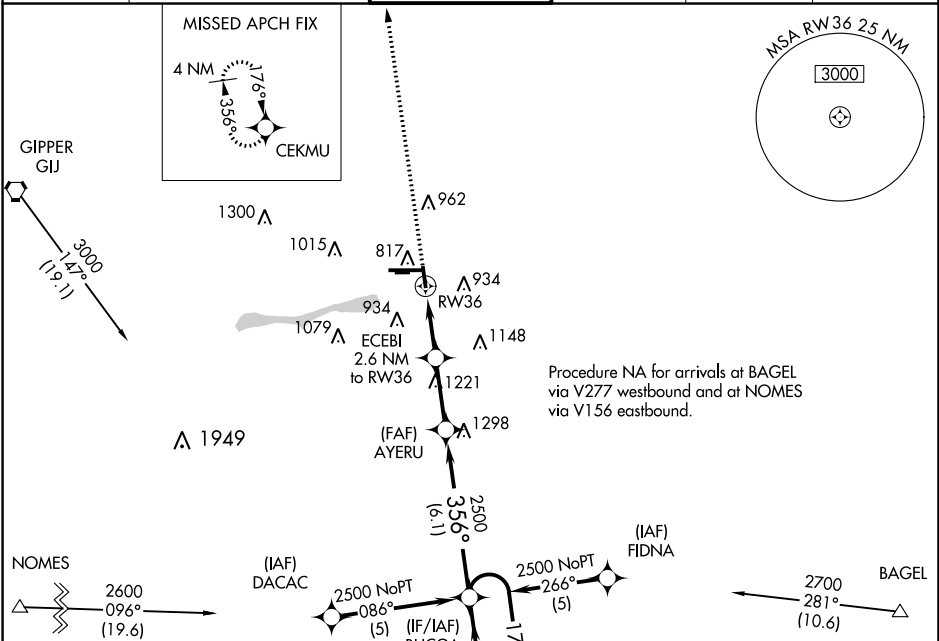 MISSED APCH FIX
4 NM
176°
356°
CEKMU
MSA RW36 25 NM
3000
GIPPER
GIJ
3000
147°
(19.1)
1300
962
1015
817
934
RW36
934
1079
1148
ECEBI
2.6 NM
to RW36
1221
Procedure NA for arrivals at BAGEL
via V277 westbound and at NOMES
via V156 eastbound.
1298
(FAF)
AYERU
1949
2500
356°
(6.1)
(IAF)
FIDNA
NOMES
(IAF)
DACAC
2500 NoPT
266°
(5)
BAGEL
2600
096°
(19.6)
2500 NoPT
086°
(5)
2700
281°
(10.6)
(IF/IAF)
17